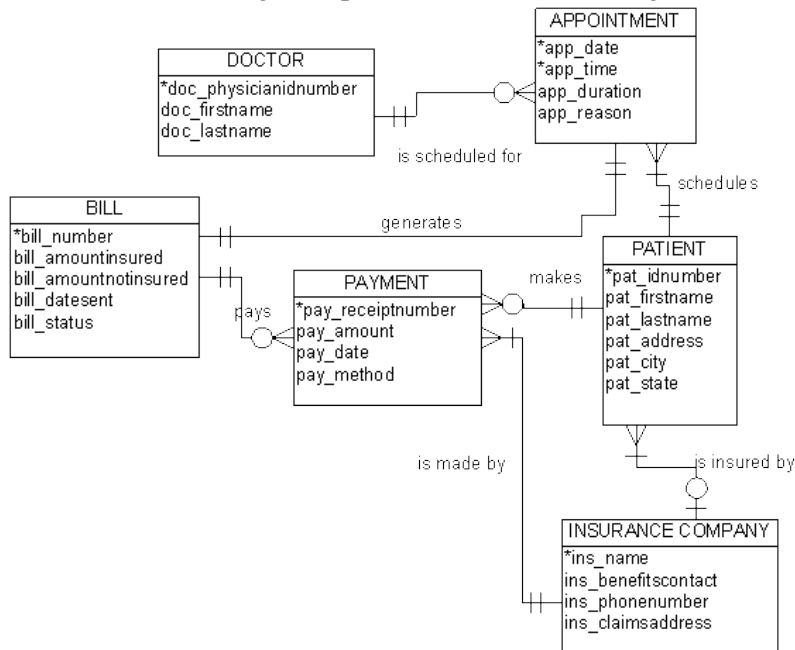 APPOINTMENT
*app_date
*app_time
app_duration
app_reason
DOCTOR
*doc_physicianidnumber
doc_firstname
doc_lastname
is scheduled for
schedules
BILL
*bill_number
bill_amountinsured
bill_amountnotinsured
bill_datesent
bill_status
generates
PATIENT
*pat_idnumber
pat_firstname
pat_lastname
pat_address
pat_city
pat_state
PAYMENT
*pay_receiptnumber
pay_amount
pay_date
pay_method
makes
pays
is made by
is insured by
INSURANCE COMPANY
*ins_name
ins_benefitscontact
ins_phonenumber
ins_claimsaddress